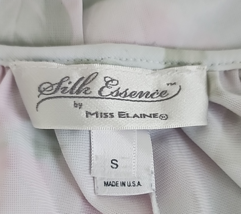 Silk Essence™
by MISS ELAINE®
S
MADE IN U.S.A.